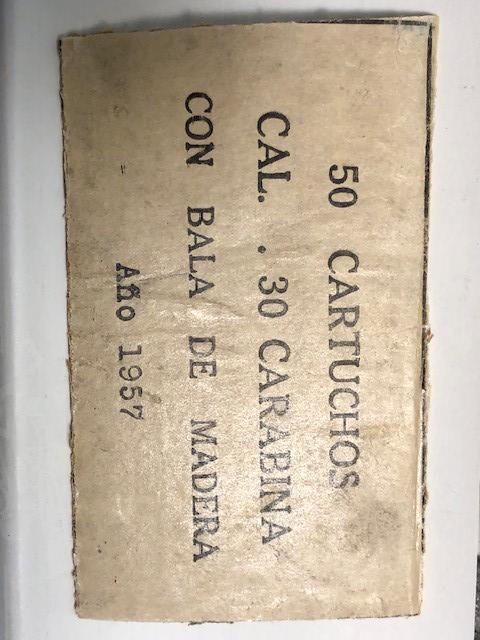 50 CARTUCHOS
CAL. .30 CARABINA
CON BALA DE MADERA
Año 1957